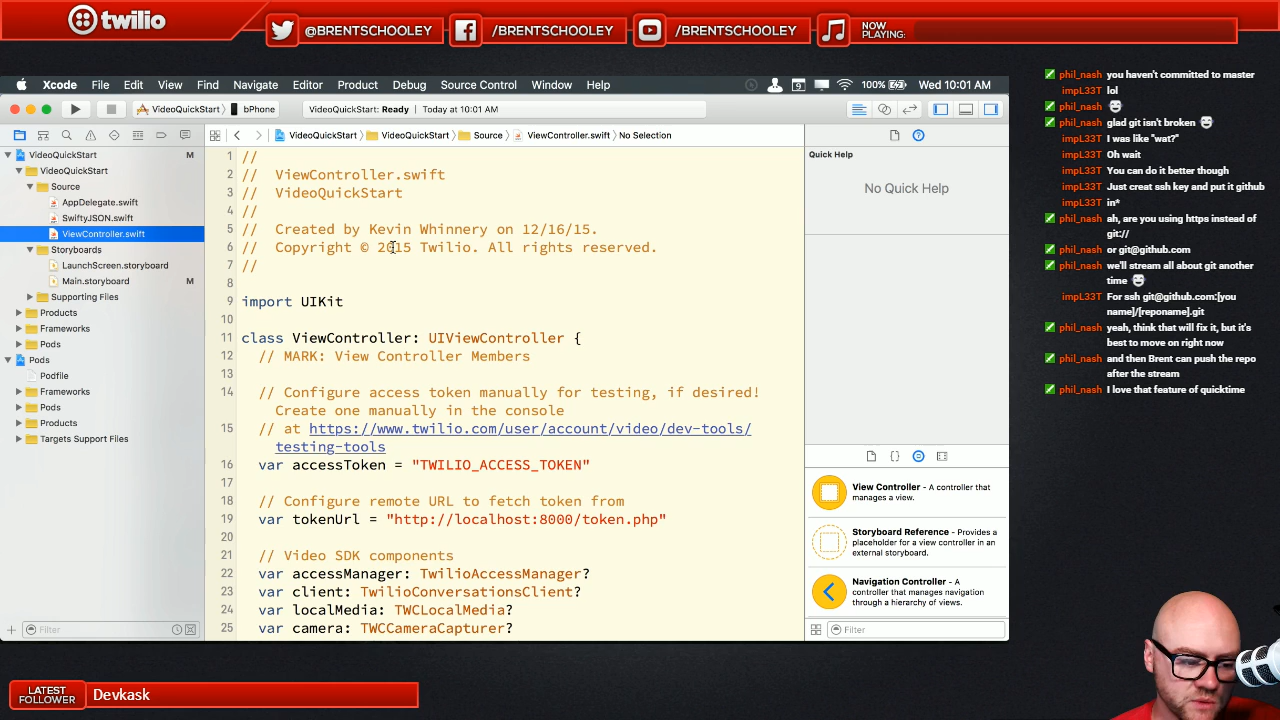 twilio
@BRENTSCHOOLEY
/BRENTSCHOOLEY
/BRENTSCHOOLEY
NOW
PLAYING:
Xcode File Edit View Find Navigate Editor Product Debug Source Control Window Help
9
100%
Wed 10:01 AM
VideoQuickStart
bPhone
VideoQuickStart: Ready | Today at 10:01 AM
VideoQuickStart
VideoQuickStart
Source
ViewController.swift
No Selection
VideoQuickStart M
VideoQuickStart
Source
AppDelegate.swift
SwiftyJSON.swift
ViewController.swift
Storyboards
LaunchScreen.storyboard
Main.storyboard M
Supporting Files
Products
Frameworks
Pods
Pods
Podfile
Frameworks
Pods
Products
Targets Support Files
Filter
1 //
2 // ViewController.swift
3 // VideoQuickStart
4 //
5 // Created by Kevin Whinnery on 12/16/15.
6 // Copyright © 2015 Twilio. All rights reserved.
7 //
8
9 import UIKit
10
11 class ViewController: UIViewController {
12 // MARK: View Controller Members
13
14 // Configure access token manually for testing, if desired!
Create one manually in the console
15 // at https://www.twilio.com/user/account/video/dev-tools/
testing-tools
16 var accessToken = "TWILIO_ACCESS_TOKEN"
17
18 // Configure remote URL to fetch token from
19 var tokenUrl = "http://localhost:8000/token.php"
20
21 // Video SDK components
22 var accessManager: TwilioAccessManager?
23 var client: TwilioConversationsClient?
24 var localMedia: TWCLocalMedia?
25 var camera: TWCCameraCapturer?
Quick Help
No Quick Help
{ }
View Controller - A controller that
manages a view.
Storyboard Reference - Provides a
placeholder for a view controller in an
external storyboard.
Navigation Controller - A
controller that manages navigation
through a hierarchy of views.
Filter
phil_nash you haven't committed to master
impL33T lol
phil_nash
phil_nash glad git isn't broken
impL33T I was like "wat?"
impL33T Oh wait
impL33T You can do it better though
impL33T Just creat ssh key and put it github
impL33T in*
phil_nash ah, are you using https instead of
git://
phil_nash or git@github.com
phil_nash we'll stream all about git another
time
impL33T For ssh git@github.com:[you
name]/[reponame].git
phil_nash yeah, think that will fix it, but it's
best to move on right now
phil_nash and then Brent can push the repo
after the stream
phil_nash I love that feature of quicktime
LATEST
FOLLOWER
Devkask